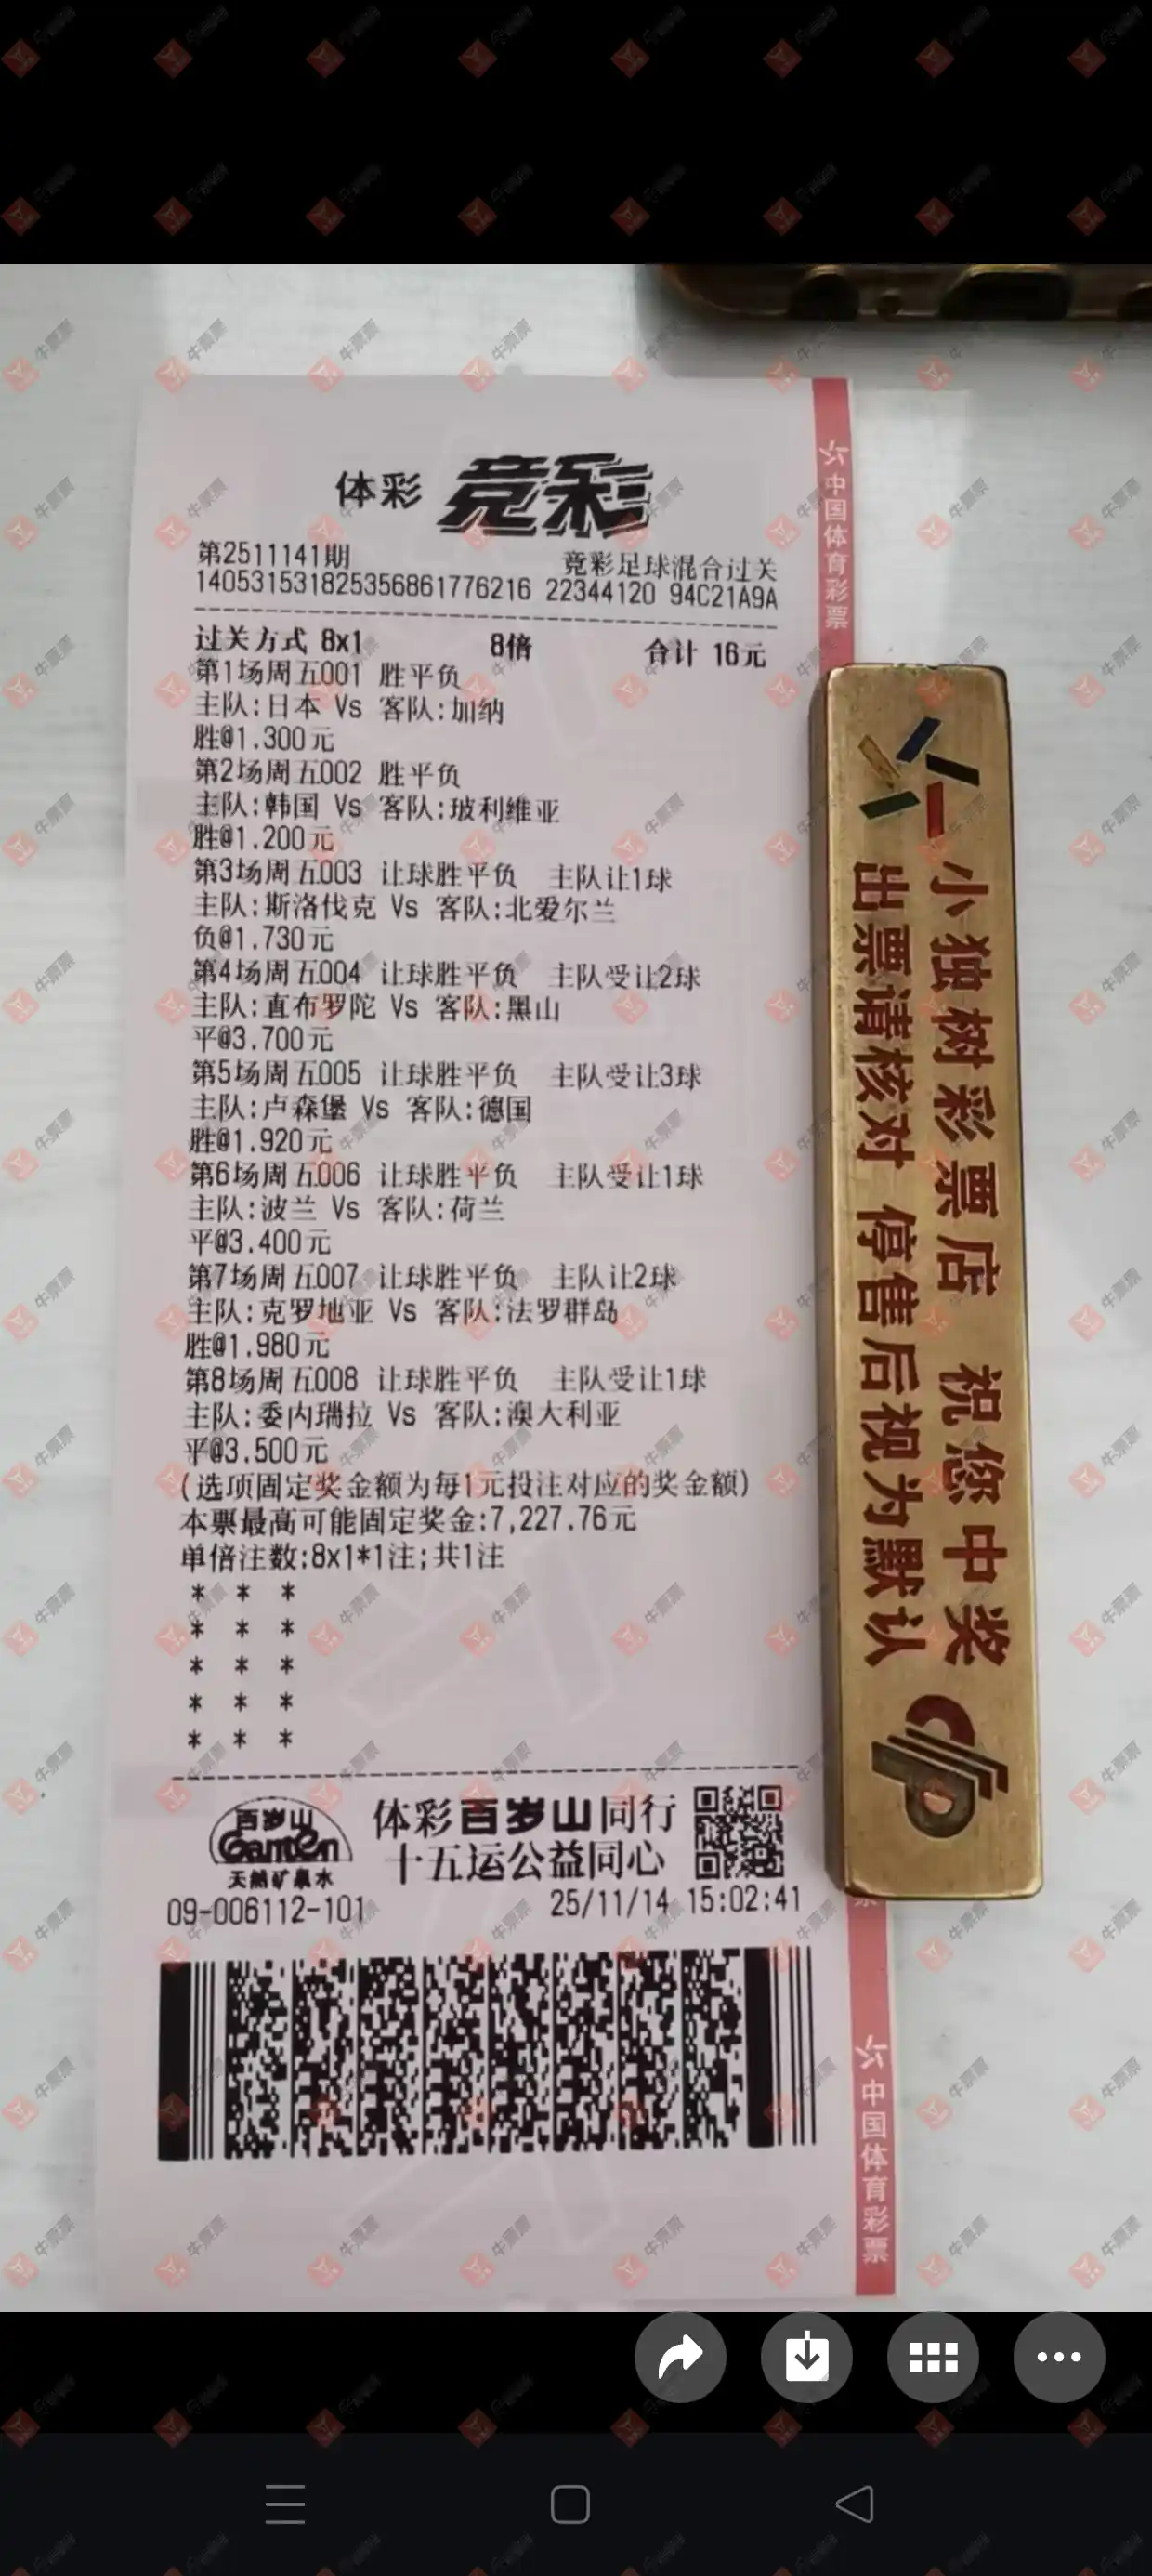 体彩 竞彩
第2511141期 竞彩足球混合过关
140531531825356861776216 22344120 94C21A9A
过关方式 8x1 8倍 合计 16元
第1场周五001 胜平负
主队:日本 Vs 客队:加纳
胜@1.300元
第2场周五002 胜平负
主队:韩国 Vs 客队:玻利维亚
胜@1.200元
第3场周五003 让球胜平负 主队让1球
主队:斯洛伐克 Vs 客队:北爱尔兰
负@1.730元
第4场周五004 让球胜平负 主队受让2球
主队:直布罗陀 Vs 客队:黑山
平@3.700元
第5场周五005 让球胜平负 主队受让3球
主队:卢森堡 Vs 客队:德国
胜@1.920元
第6场周五006 让球胜平负 主队受让1球
主队:波兰 Vs 客队:荷兰
平@3.400元
第7场周五007 让球胜平负 主队让2球
主队:克罗地亚 Vs 客队:法罗群岛
胜@1.980元
第8场周五008 让球胜平负 主队受让1球
主队:委内瑞拉 Vs 客队:澳大利亚
平@3.500元
(选项固定奖金额为每1元投注对应的奖金额)
本票最高可能固定奖金:7,227.76元
单倍注数:8x1*1注;共1注
* * *
* * *
* * *
* * *
* * *
百岁山
Ganten
天然矿泉水
体彩百岁山同行
十五运公益同心
09-006112-101 25/11/14 15:02:41
中国体育彩票
中国体育彩票
小独树彩票店 祝您中奖
出票请核对 停售后视为默认
牛票票